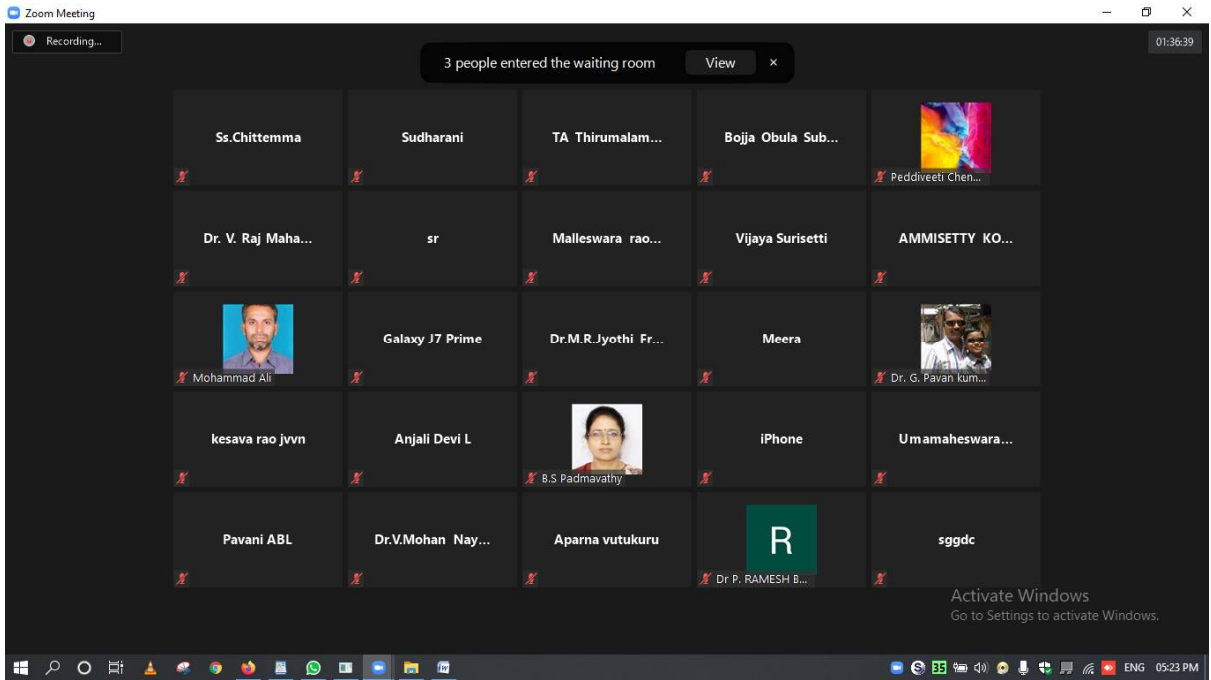 Zoom Meeting
Recording...
01:36:39
3 people entered the waiting room View
Ss.Chittemma
Sudharani
TA Thirumalam...
Bojja Obula Sub...
Peddiveeti Chen...
Dr. V. Raj Maha...
sr
Malleswara rao...
Vijaya Surisetti
AMMISETTY KO...
Mohammad Ali
Galaxy J7 Prime
Dr.M.R.Jyothi Fr...
Meera
Dr. G. Pavan kum...
kesava rao jvvn
Anjali Devi L
B.S Padmavathy
iPhone
Umamaheswara...
Pavani ABL
Dr.V.Mohan Nay...
Aparna vutukuru
R
Dr P. RAMESH B...
sggdc
Activate Windows
Go to Settings to activate Windows.
35
ENG 05:23 PM